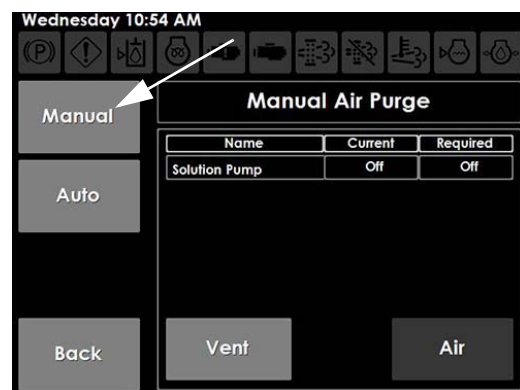 Wednesday 10:54 AM
(P)
Manual
Manual Air Purge
Name Current Required
Solution Pump Off Off
Auto
Back
Vent
Air